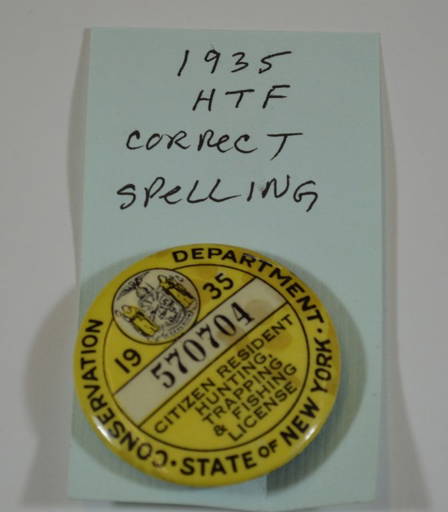 1935
HTF
CORRECT
SPELLING
CONSERVATION DEPARTMENT
19 35
570704
CITIZEN RESIDENT
HUNTING,
TRAPPING,
& FISHING
LICENSE
· STATE OF NEW YORK ·